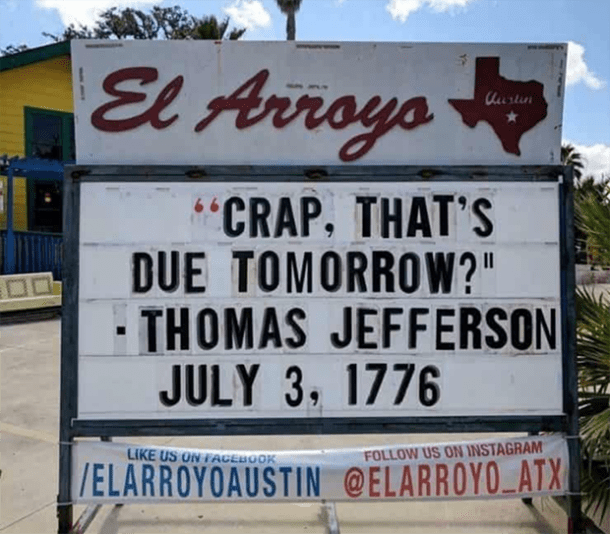 El Arroyo
Austin
“CRAP, THAT'S
DUE TOMORROW?"
- THOMAS JEFFERSON
JULY 3, 1776
LIKE US ON FACEBOOK
/ELARROYOAUSTIN
FOLLOW US ON INSTAGRAM
@ELARROYO_ATX